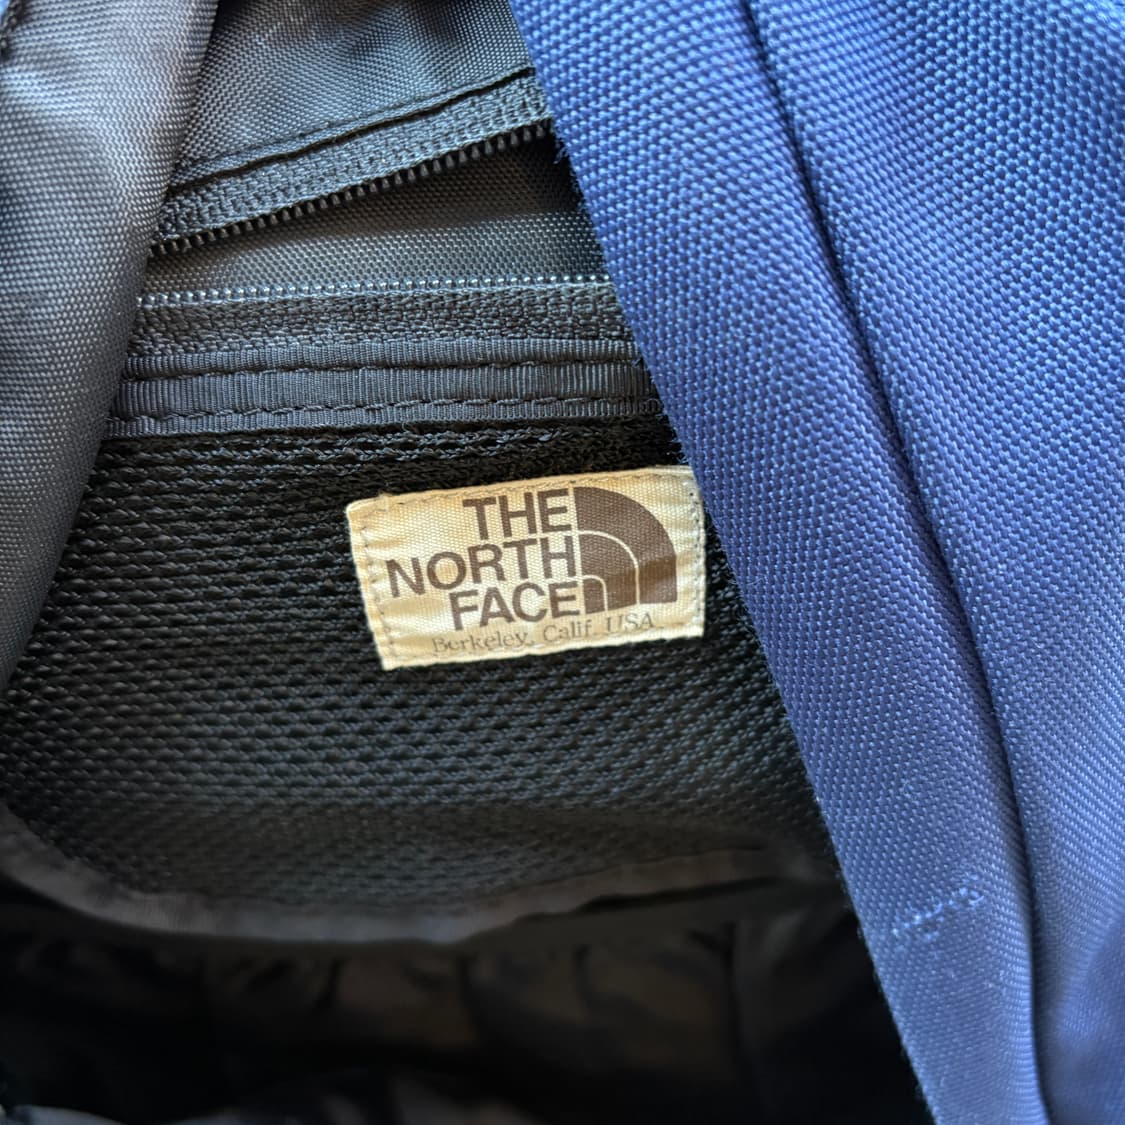 THE
NORTH
FACE
Berkeley, Calif. USA